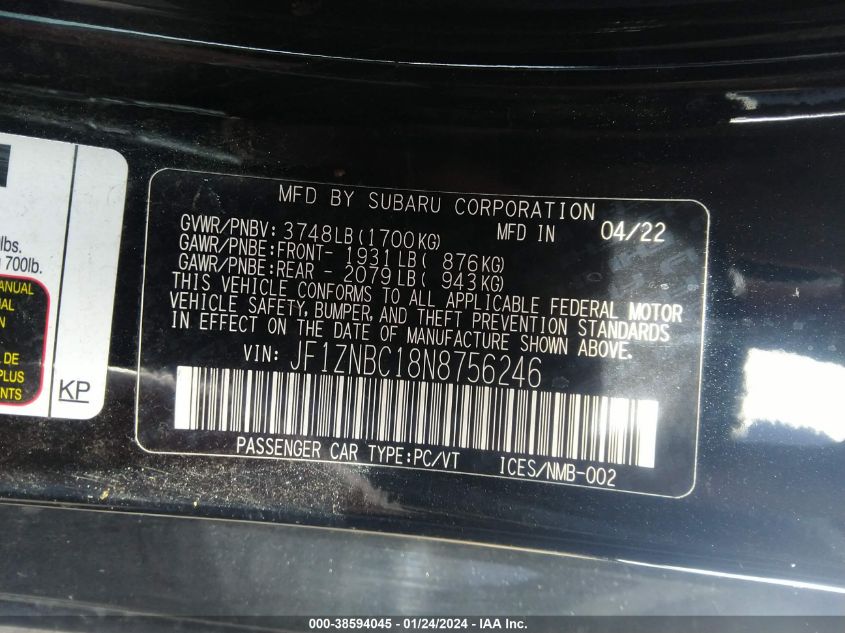 lbs.
700lb.
MANUAL
DE
PLUS
KP
MFD BY SUBARU CORPORATION
GVWR/PNBV: 3748LB(1700KG) MFD IN 04/22
GAWR/PNBE:FRONT- 1931LB( 876KG)
GAWR/PNBE:REAR - 2079LB( 943KG)
THIS VEHICLE CONFORMS TO ALL APPLICABLE FEDERAL MOTOR
VEHICLE SAFETY, BUMPER, AND THEFT PREVENTION STANDARDS
IN EFFECT ON THE DATE OF MANUFACTURE SHOWN ABOVE.
VIN: JF1ZNBC18N8756246
PASSENGER CAR TYPE:PC/VT ICES/NMB-002
000-38594045 - 01/24/2024 - IAA Inc.